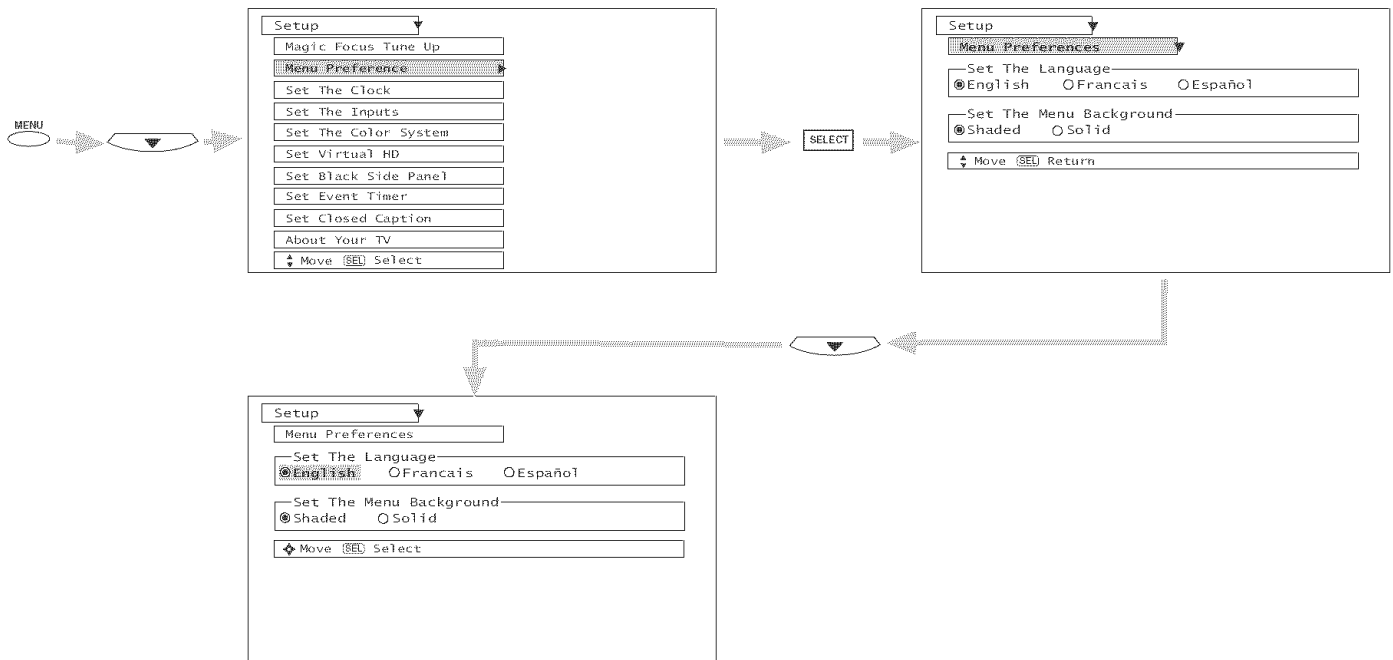 MENU
Setup
Magic Focus Tune Up
Menu Preference
Set The Clock
Set The Inputs
Set The Color System
Set Virtual HD
Set Black Side Panel
Set Event Timer
Set Closed Caption
About Your TV
Move SEL Select
SELECT
Setup
Menu Preferences
Set The Language
English Francais Español
Set The Menu Background
Shaded Solid
Move SEL Return
Setup
Menu Preferences
Set The Language
English Francais Español
Set The Menu Background
Shaded Solid
Move SEL Select